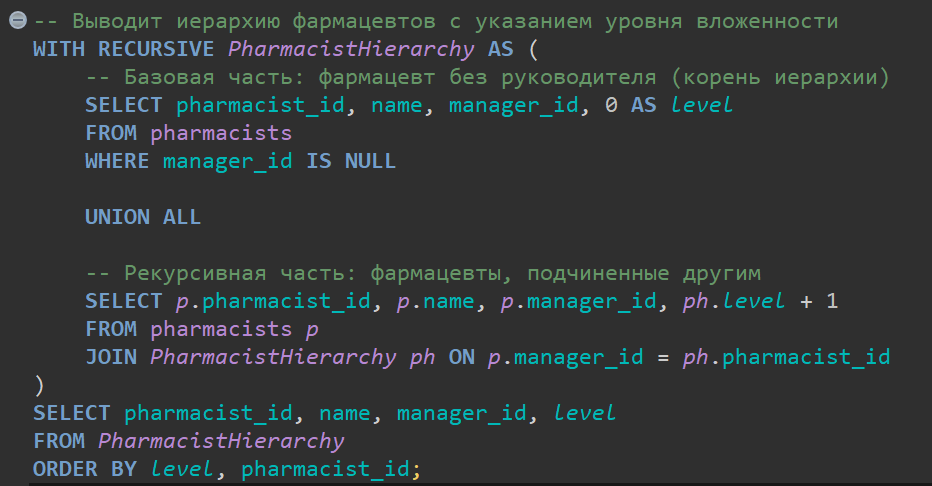 -- Выводит иерархию фармацевтов с указанием уровня вложенности
WITH RECURSIVE PharmacistHierarchy AS (
    -- Базовая часть: фармацевт без руководителя (корень иерархии)
    SELECT pharmacist_id, name, manager_id, 0 AS level
    FROM pharmacists
    WHERE manager_id IS NULL

    UNION ALL

    -- Рекурсивная часть: фармацевты, подчиненные другим
    SELECT p.pharmacist_id, p.name, p.manager_id, ph.level + 1
    FROM pharmacists p
    JOIN PharmacistHierarchy ph ON p.manager_id = ph.pharmacist_id
)
SELECT pharmacist_id, name, manager_id, level
FROM PharmacistHierarchy
ORDER BY level, pharmacist_id;